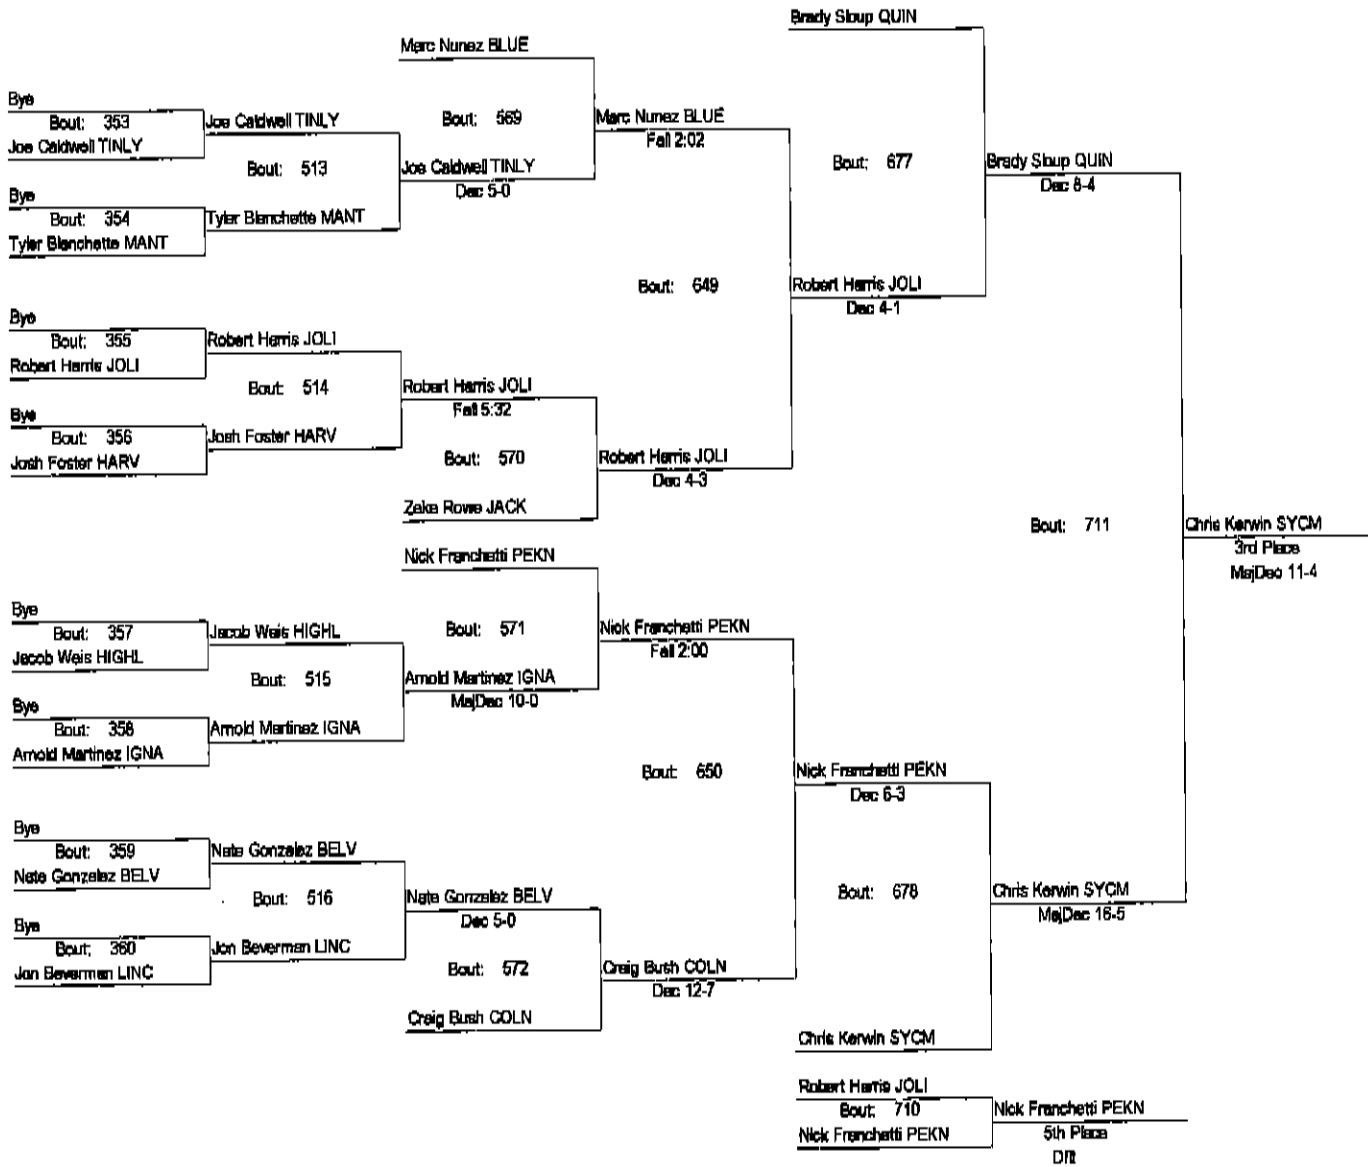 Brady Sloup QUIN
Marc Nunez BLUE
Bye
Bout: 353
Joe Caldwell TINLY
Joe Caldwell TINLY
Bout: 569
Marc Nunez BLUE
Fall 2:02
Bout: 513
Joe Caldwell TINLY
Dec 5-0
Bout: 677
Brady Sloup QUIN
Dec 8-4
Bye
Bout: 354
Tyler Blanchette MANT
Tyler Blanchette MANT
Bout: 649
Robert Harris JOLI
Dec 4-1
Bye
Bout: 355
Robert Harris JOLI
Robert Harris JOLI
Bout: 514
Robert Harris JOLI
Fall 5:32
Bye
Bout: 356
Josh Foster HARV
Josh Foster HARV
Bout: 570
Robert Harris JOLI
Dec 4-3
Zeke Rowe JACK
Bout: 711
Chris Kerwin SYCM
3rd Place
MajDec 11-4
Nick Franchetti PEKN
Bye
Bout: 357
Jacob Weis HIGHL
Jacob Weis HIGHL
Bout: 571
Nick Franchetti PEKN
Fall 2:00
Bout: 515
Arnold Martinez IGNA
MajDec 10-0
Bye
Bout: 358
Arnold Martinez IGNA
Arnold Martinez IGNA
Bout: 650
Nick Franchetti PEKN
Dec 6-3
Bye
Bout: 359
Nate Gonzalez BELV
Nate Gonzalez BELV
Bout: 516
Nate Gonzalez BELV
Dec 5-0
Bout: 678
Chris Kerwin SYCM
MajDec 16-5
Bye
Bout: 360
Jon Beverman LINC
Jon Beverman LINC
Bout: 572
Craig Bush COLN
Dec 12-7
Craig Bush COLN
Chris Kerwin SYCM
Robert Harris JOLI
Bout: 710
Nick Franchetti PEKN
Nick Franchetti PEKN
5th Place
Dflt